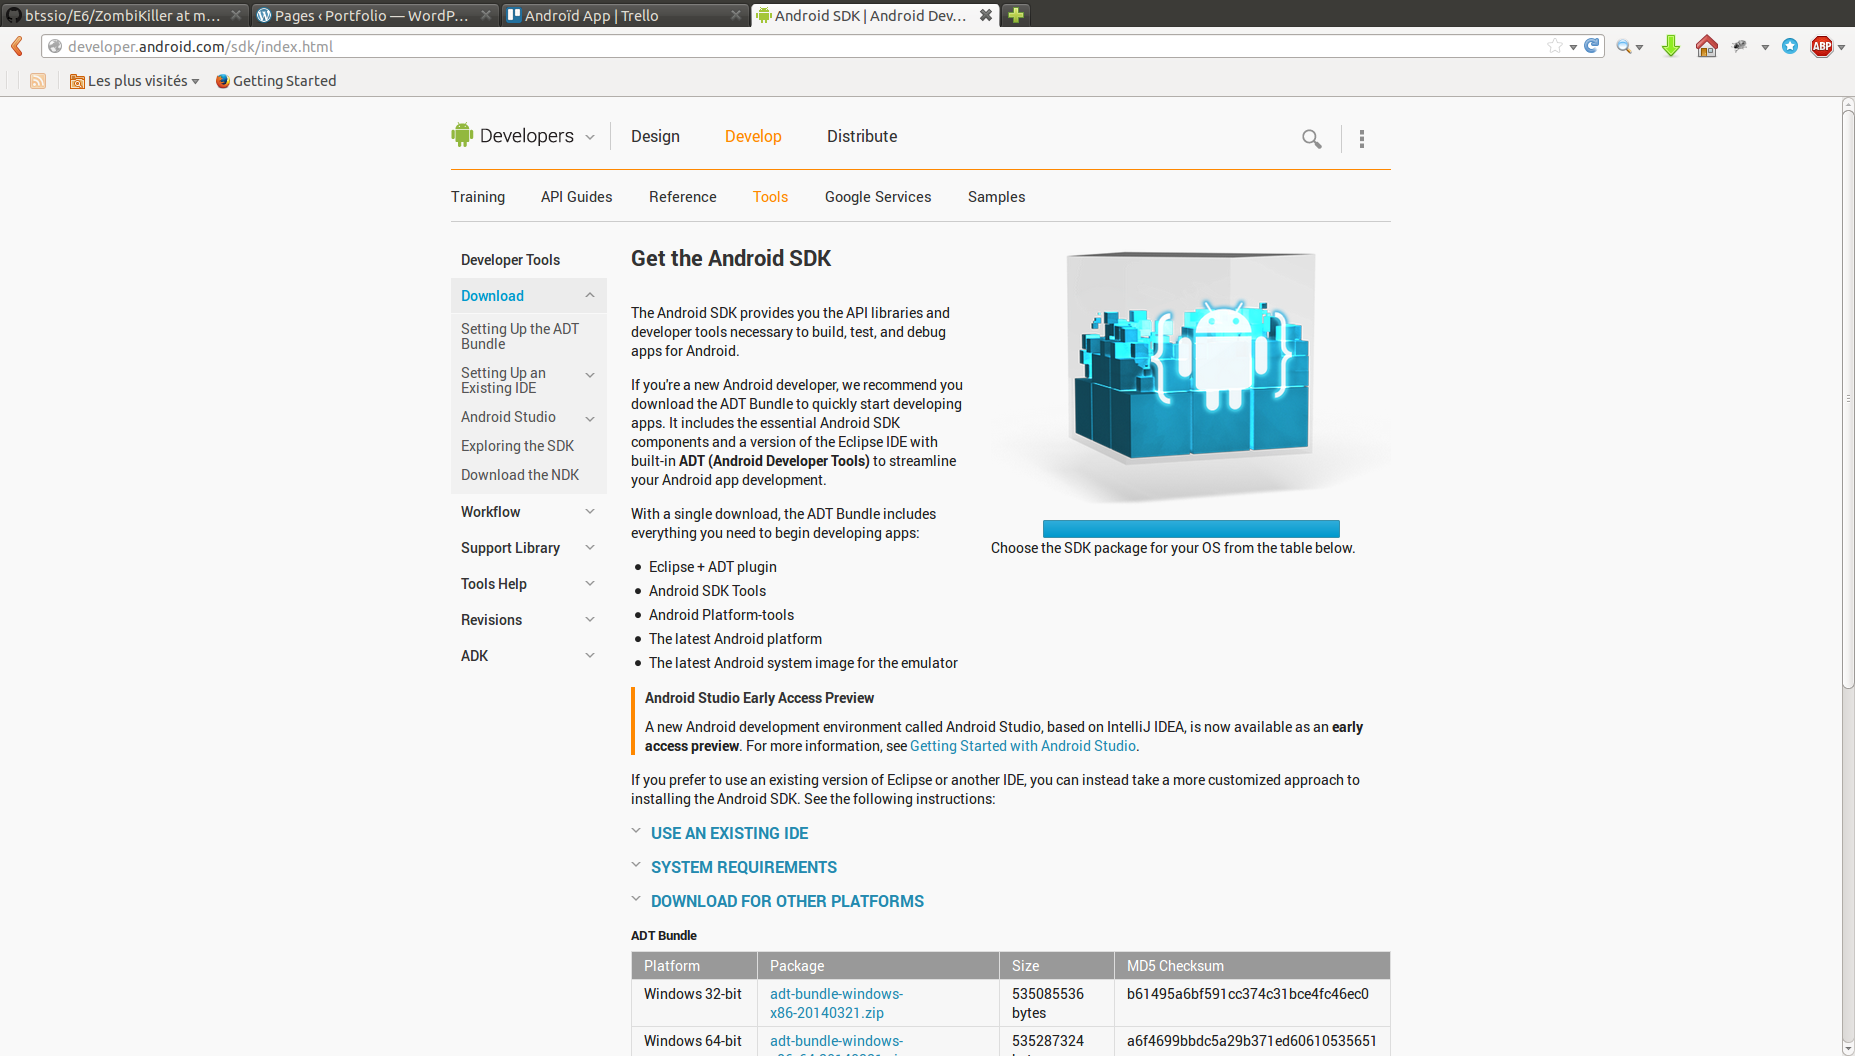 btssio/E6/ZombiKiller at m...
Pages ‹ Portfolio — WordP...
Androïd App | Trello
Android SDK | Android Dev...
developer.android.com/sdk/index.html
ABP
Les plus visités
Getting Started
Developers
Design
Develop
Distribute
Training
API Guides
Reference
Tools
Google Services
Samples
Developer Tools
Download
Setting Up the ADT
Bundle
Setting Up an
Existing IDE
Android Studio
Exploring the SDK
Download the NDK
Workflow
Support Library
Tools Help
Revisions
ADK
Get the Android SDK
The Android SDK provides you the API libraries and
developer tools necessary to build, test, and debug
apps for Android.
If you're a new Android developer, we recommend you
download the ADT Bundle to quickly start developing
apps. It includes the essential Android SDK
components and a version of the Eclipse IDE with
built-in ADT (Android Developer Tools) to streamline
your Android app development.
With a single download, the ADT Bundle includes
everything you need to begin developing apps:
• Eclipse + ADT plugin
• Android SDK Tools
• Android Platform-tools
• The latest Android platform
• The latest Android system image for the emulator
Choose the SDK package for your OS from the table below.
Android Studio Early Access Preview
A new Android development environment called Android Studio, based on IntelliJ IDEA, is now available as an early
access preview. For more information, see Getting Started with Android Studio.
If you prefer to use an existing version of Eclipse or another IDE, you can instead take a more customized approach to
installing the Android SDK. See the following instructions:
USE AN EXISTING IDE
SYSTEM REQUIREMENTS
DOWNLOAD FOR OTHER PLATFORMS
ADT Bundle
Platform Package Size MD5 Checksum
Windows 32-bit adt-bundle-windows- 535085536 b61495a6bf591cc374c31bce4fc46ec0
x86-20140321.zip bytes
Windows 64-bit adt-bundle-windows- 535287324 a6f4699bbdc5a29b371ed60610535651